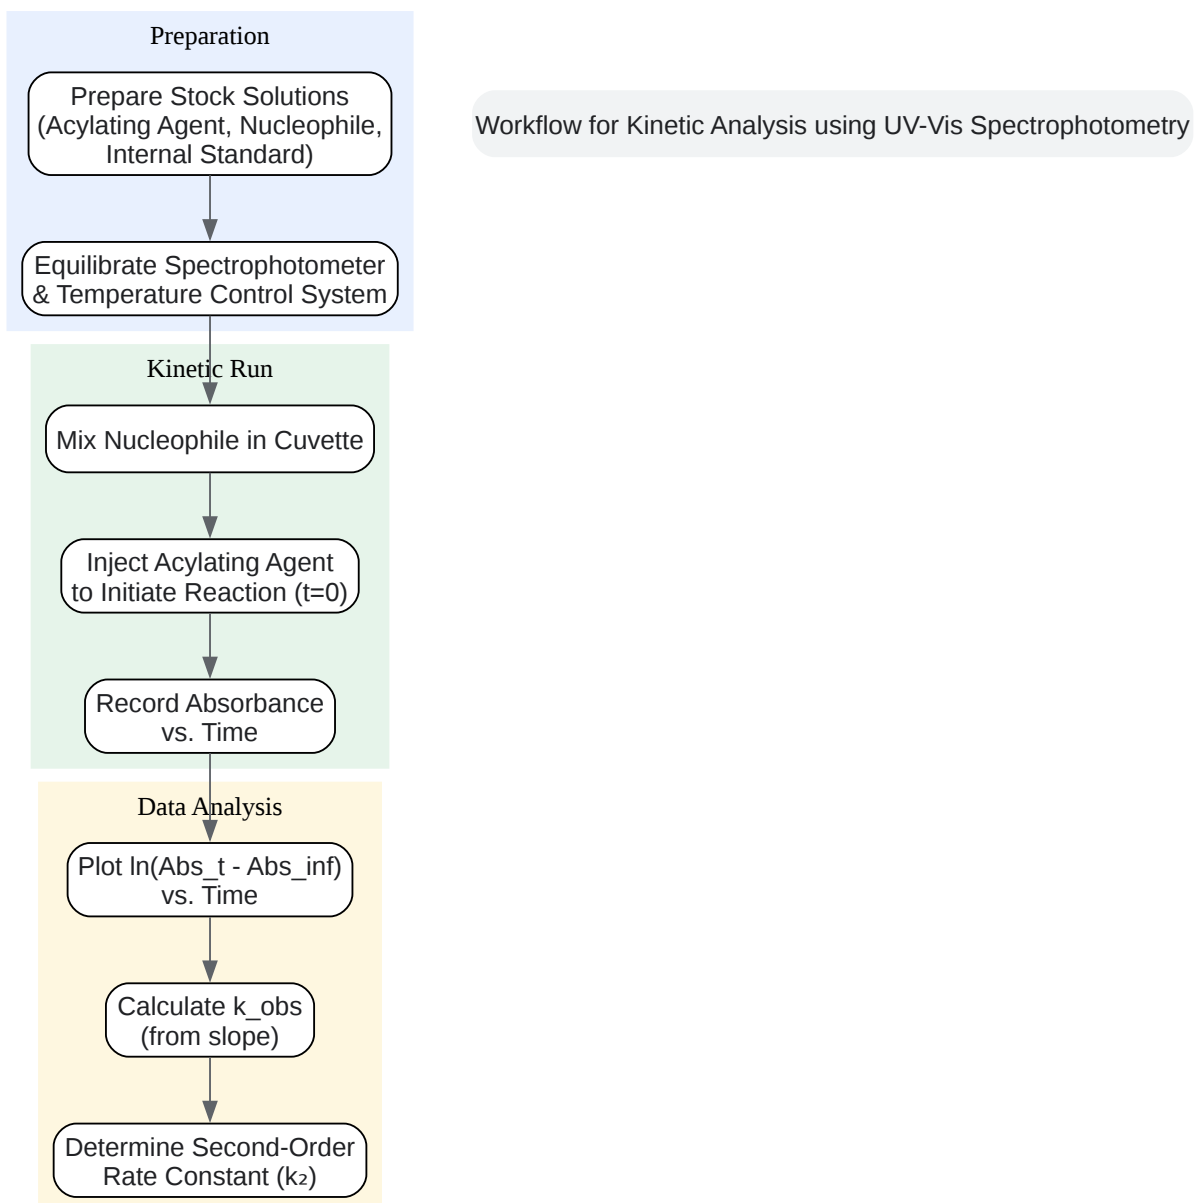 Preparation
Prepare Stock Solutions
(Acylating Agent, Nucleophile,
Internal Standard)
Workflow for Kinetic Analysis using UV-Vis Spectrophotometry
Equilibrate Spectrophotometer
& Temperature Control System
Kinetic Run
Mix Nucleophile in Cuvette
Inject Acylating Agent
to Initiate Reaction (t=0)
Record Absorbance
vs. Time
Data Analysis
Plot ln(Abs_t - Abs_inf)
vs. Time
Calculate k_obs
(from slope)
Determine Second-Order
Rate Constant (k₂)